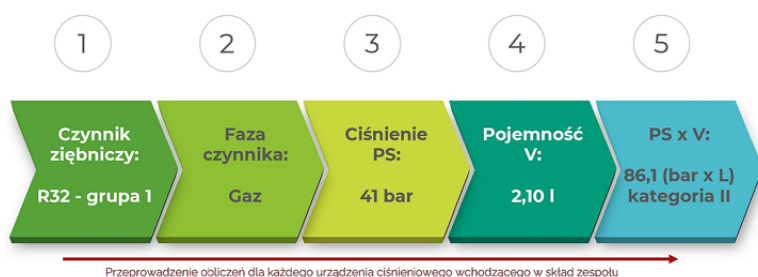 1
2
3
4
5
Czynnik
ziębniczy:
R32 - grupa 1
Faza
czynnika:
Gaz
Ciśnienie
PS:
41 bar
Pojemność
V:
2,10 l
PS x V:
86,1 (bar x L)
kategoria II
Przeprowadzenie obliczeń dla każdego urządzenia ciśnieniowego wchodzącego w skład zespołu